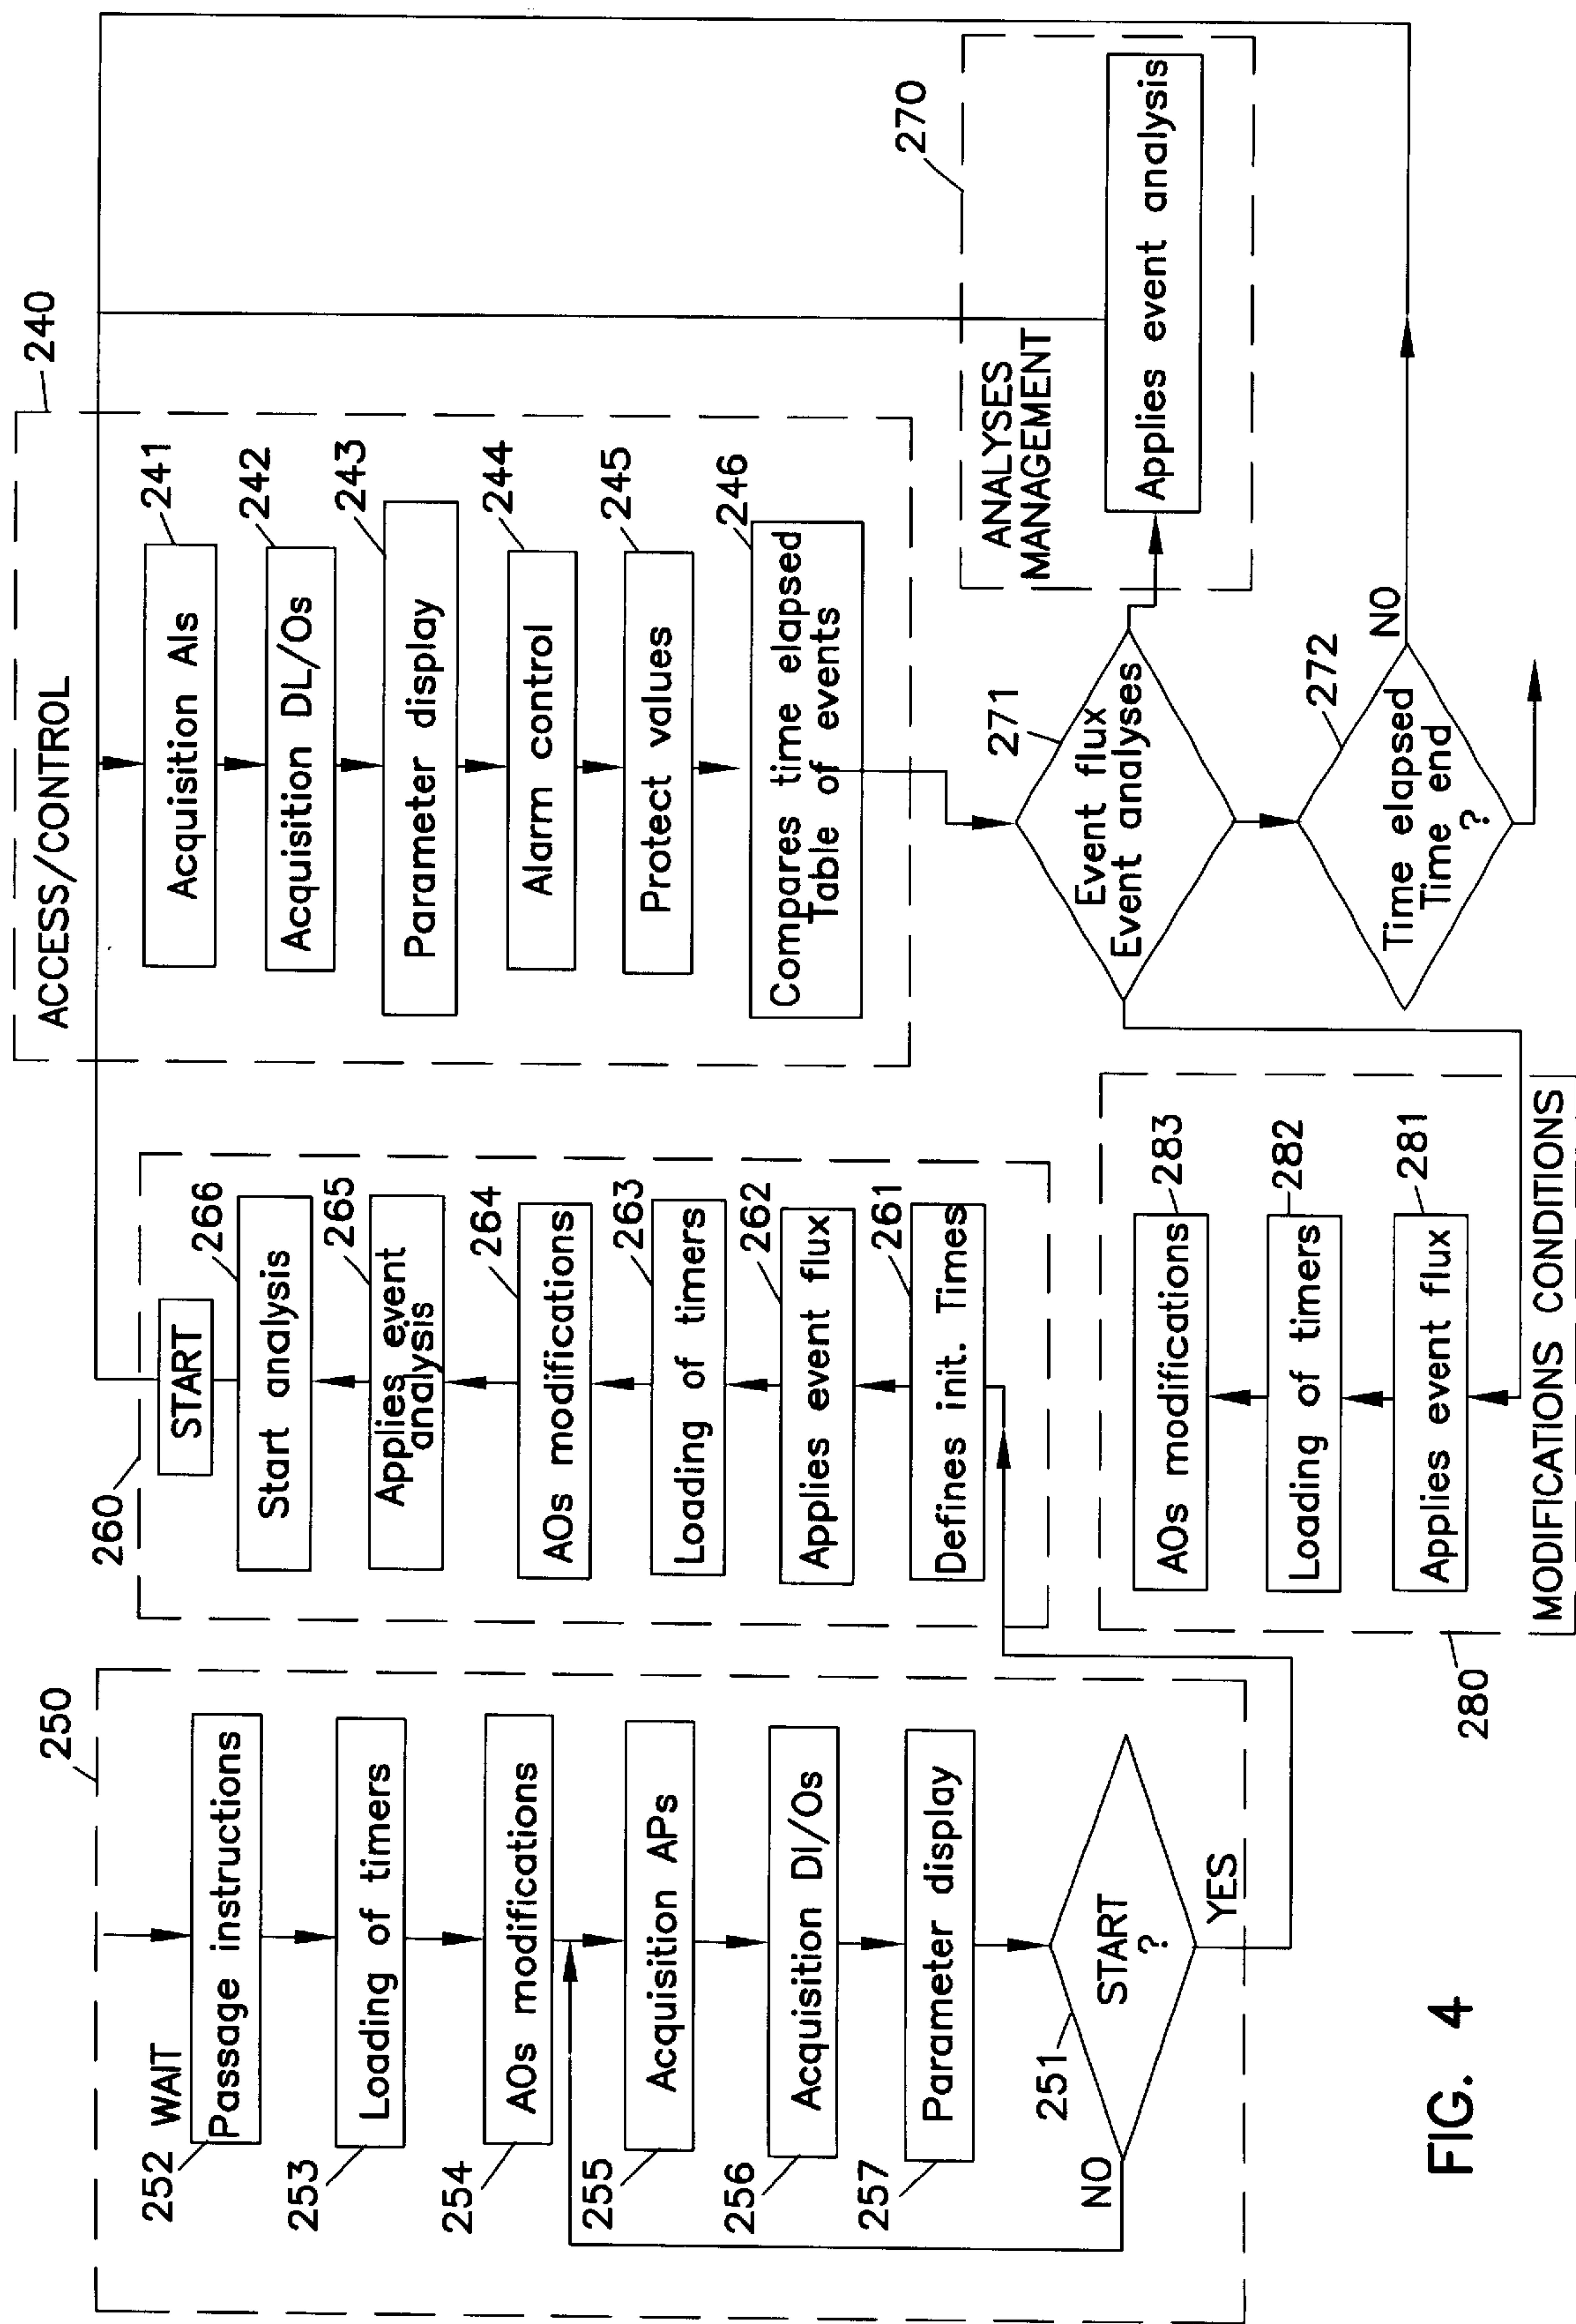 250
WAIT
252
Passage instructions
253
Loading of timers
254
AOs modifications
255
Acquisition APs
256
Acquisition DI/Os
257
Parameter display
251
START
?
NO
YES
260
START
266
Start analysis
265
Applies event
analysis
264
AOs modifications
263
Loading of timers
262
Applies event flux
261
Defines init. Times
240
ACCESS/CONTROL
241
Acquisition AIs
242
Acquisition DL/Os
243
Parameter display
244
Alarm control
245
Protect values
246
Compares time elapsed
Table of events
270
ANALYSES
MANAGEMENT
Applies event analysis
271
Event flux
Event analyses
272
Time elapsed
Time end
?
NO
283
AOs modifications
282
Loading of timers
281
Applies event flux
MODIFICATIONS CONDITIONS
280
FIG. 4